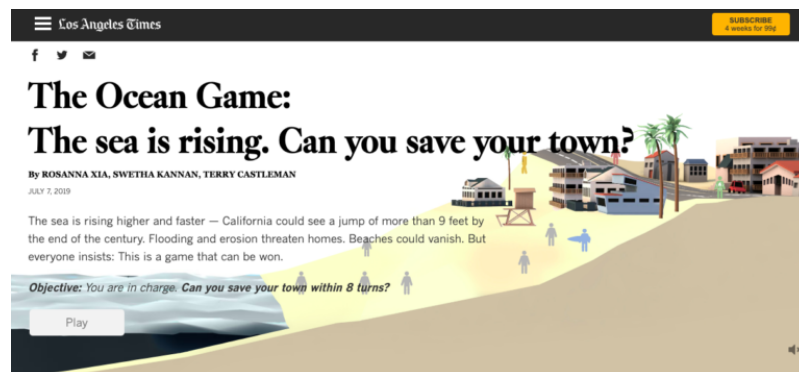 Los Angeles Times
SUBSCRIBE
4 weeks for 99¢
The Ocean Game:
The sea is rising. Can you save your town?
By ROSANNA XIA, SWETHA KANNAN, TERRY CASTLEMAN
JULY 7, 2019
The sea is rising higher and faster — California could see a jump of more than 9 feet by
the end of the century. Flooding and erosion threaten homes. Beaches could vanish. But
everyone insists: This is a game that can be won.
Objective: You are in charge. Can you save your town within 8 turns?
Play